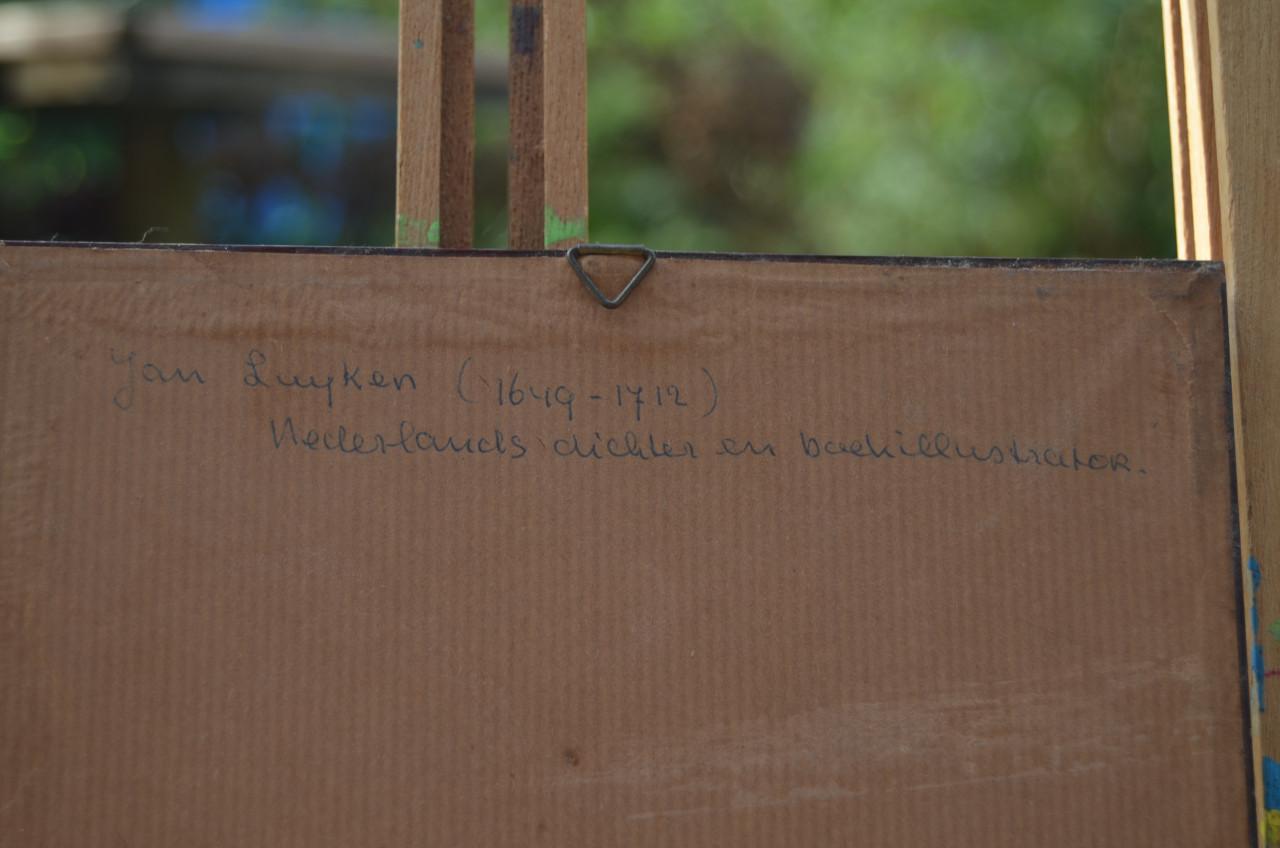 Jan Luyken (1649-1712)
Nederlands dichter en boekillustrator.